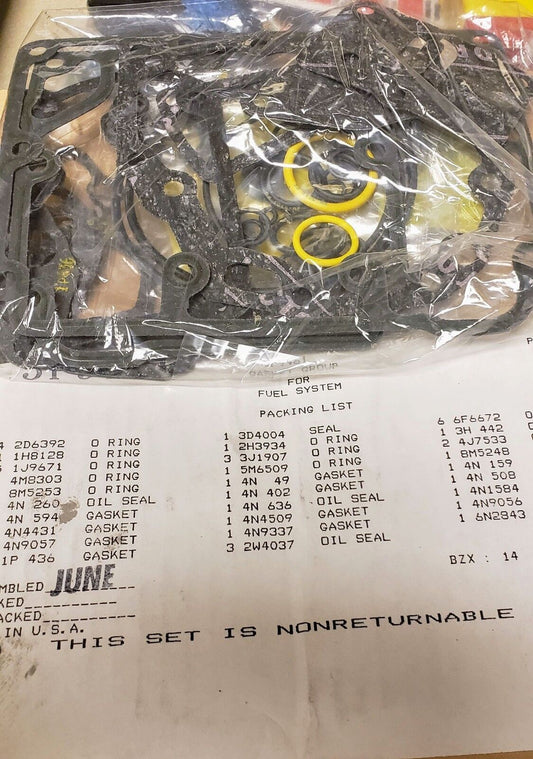 GASKET GROUP
FOR
FUEL SYSTEM
PACKING LIST
4 2D6392 O RING 1 3D4004 SEAL 6 6F6672 O
1H8128 O RING 1 2H3934 O RING 1 3H 442 O
1J9671 O RING 3 3J1907 O RING 2 4J7533
4M8303 O RING 1 5M6509 GASKET 1 8M5248
8M5253 O RING 1 4N 49 GASKET 1 4N 159
4N 260 OIL SEAL 1 4N 402 GASKET 1 4N 508
4N 594 GASKET 1 4N 636 OIL SEAL 1 4N1584
4N4431 GASKET 1 4N4509 GASKET 1 4N9056
4N9057 GASKET 1 4N9337 GASKET 1 6N2843
1P 436 GASKET 3 2W4037 OIL SEAL
MBLED JUNE
BZX : 14
KED
ACKED
IN U.S.A.
THIS SET IS NONRETURNABLE